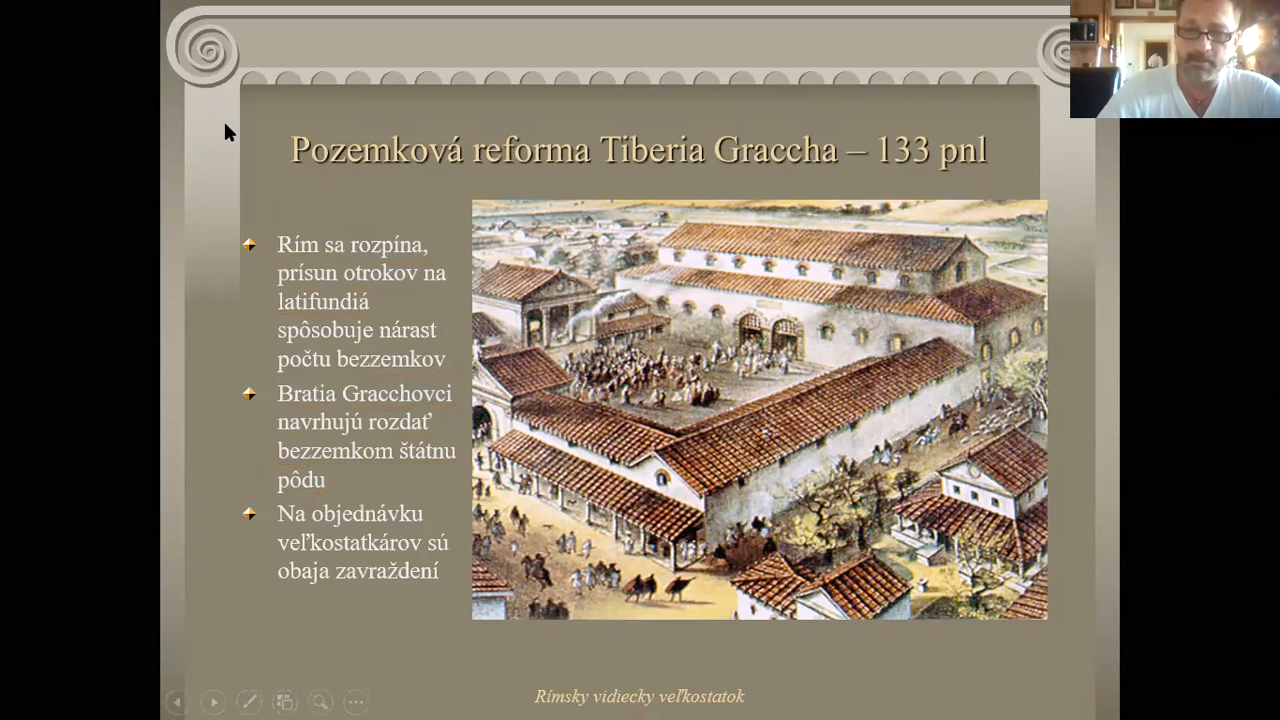 Pozemková reforma Tiberia Graccha – 133 pnl
Rím sa rozpína,
prísun otrokov na
latifundiá
spôsobuje nárast
počtu bezzemkov
Bratia Gracchovci
navrhujú rozdať
bezzemkom štátnu
pôdu
Na objednávku
veľkostatkárov sú
obaja zavraždení
Rímsky vidiecky veľkostatok